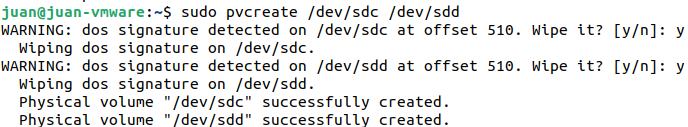 juan@juan-vmware:~$ sudo pvcreate /dev/sdc /dev/sdd
WARNING: dos signature detected on /dev/sdc at offset 510. Wipe it? [y/n]: y
  Wiping dos signature on /dev/sdc.
WARNING: dos signature detected on /dev/sdd at offset 510. Wipe it? [y/n]: y
  Wiping dos signature on /dev/sdd.
  Physical volume "/dev/sdc" successfully created.
  Physical volume "/dev/sdd" successfully created.